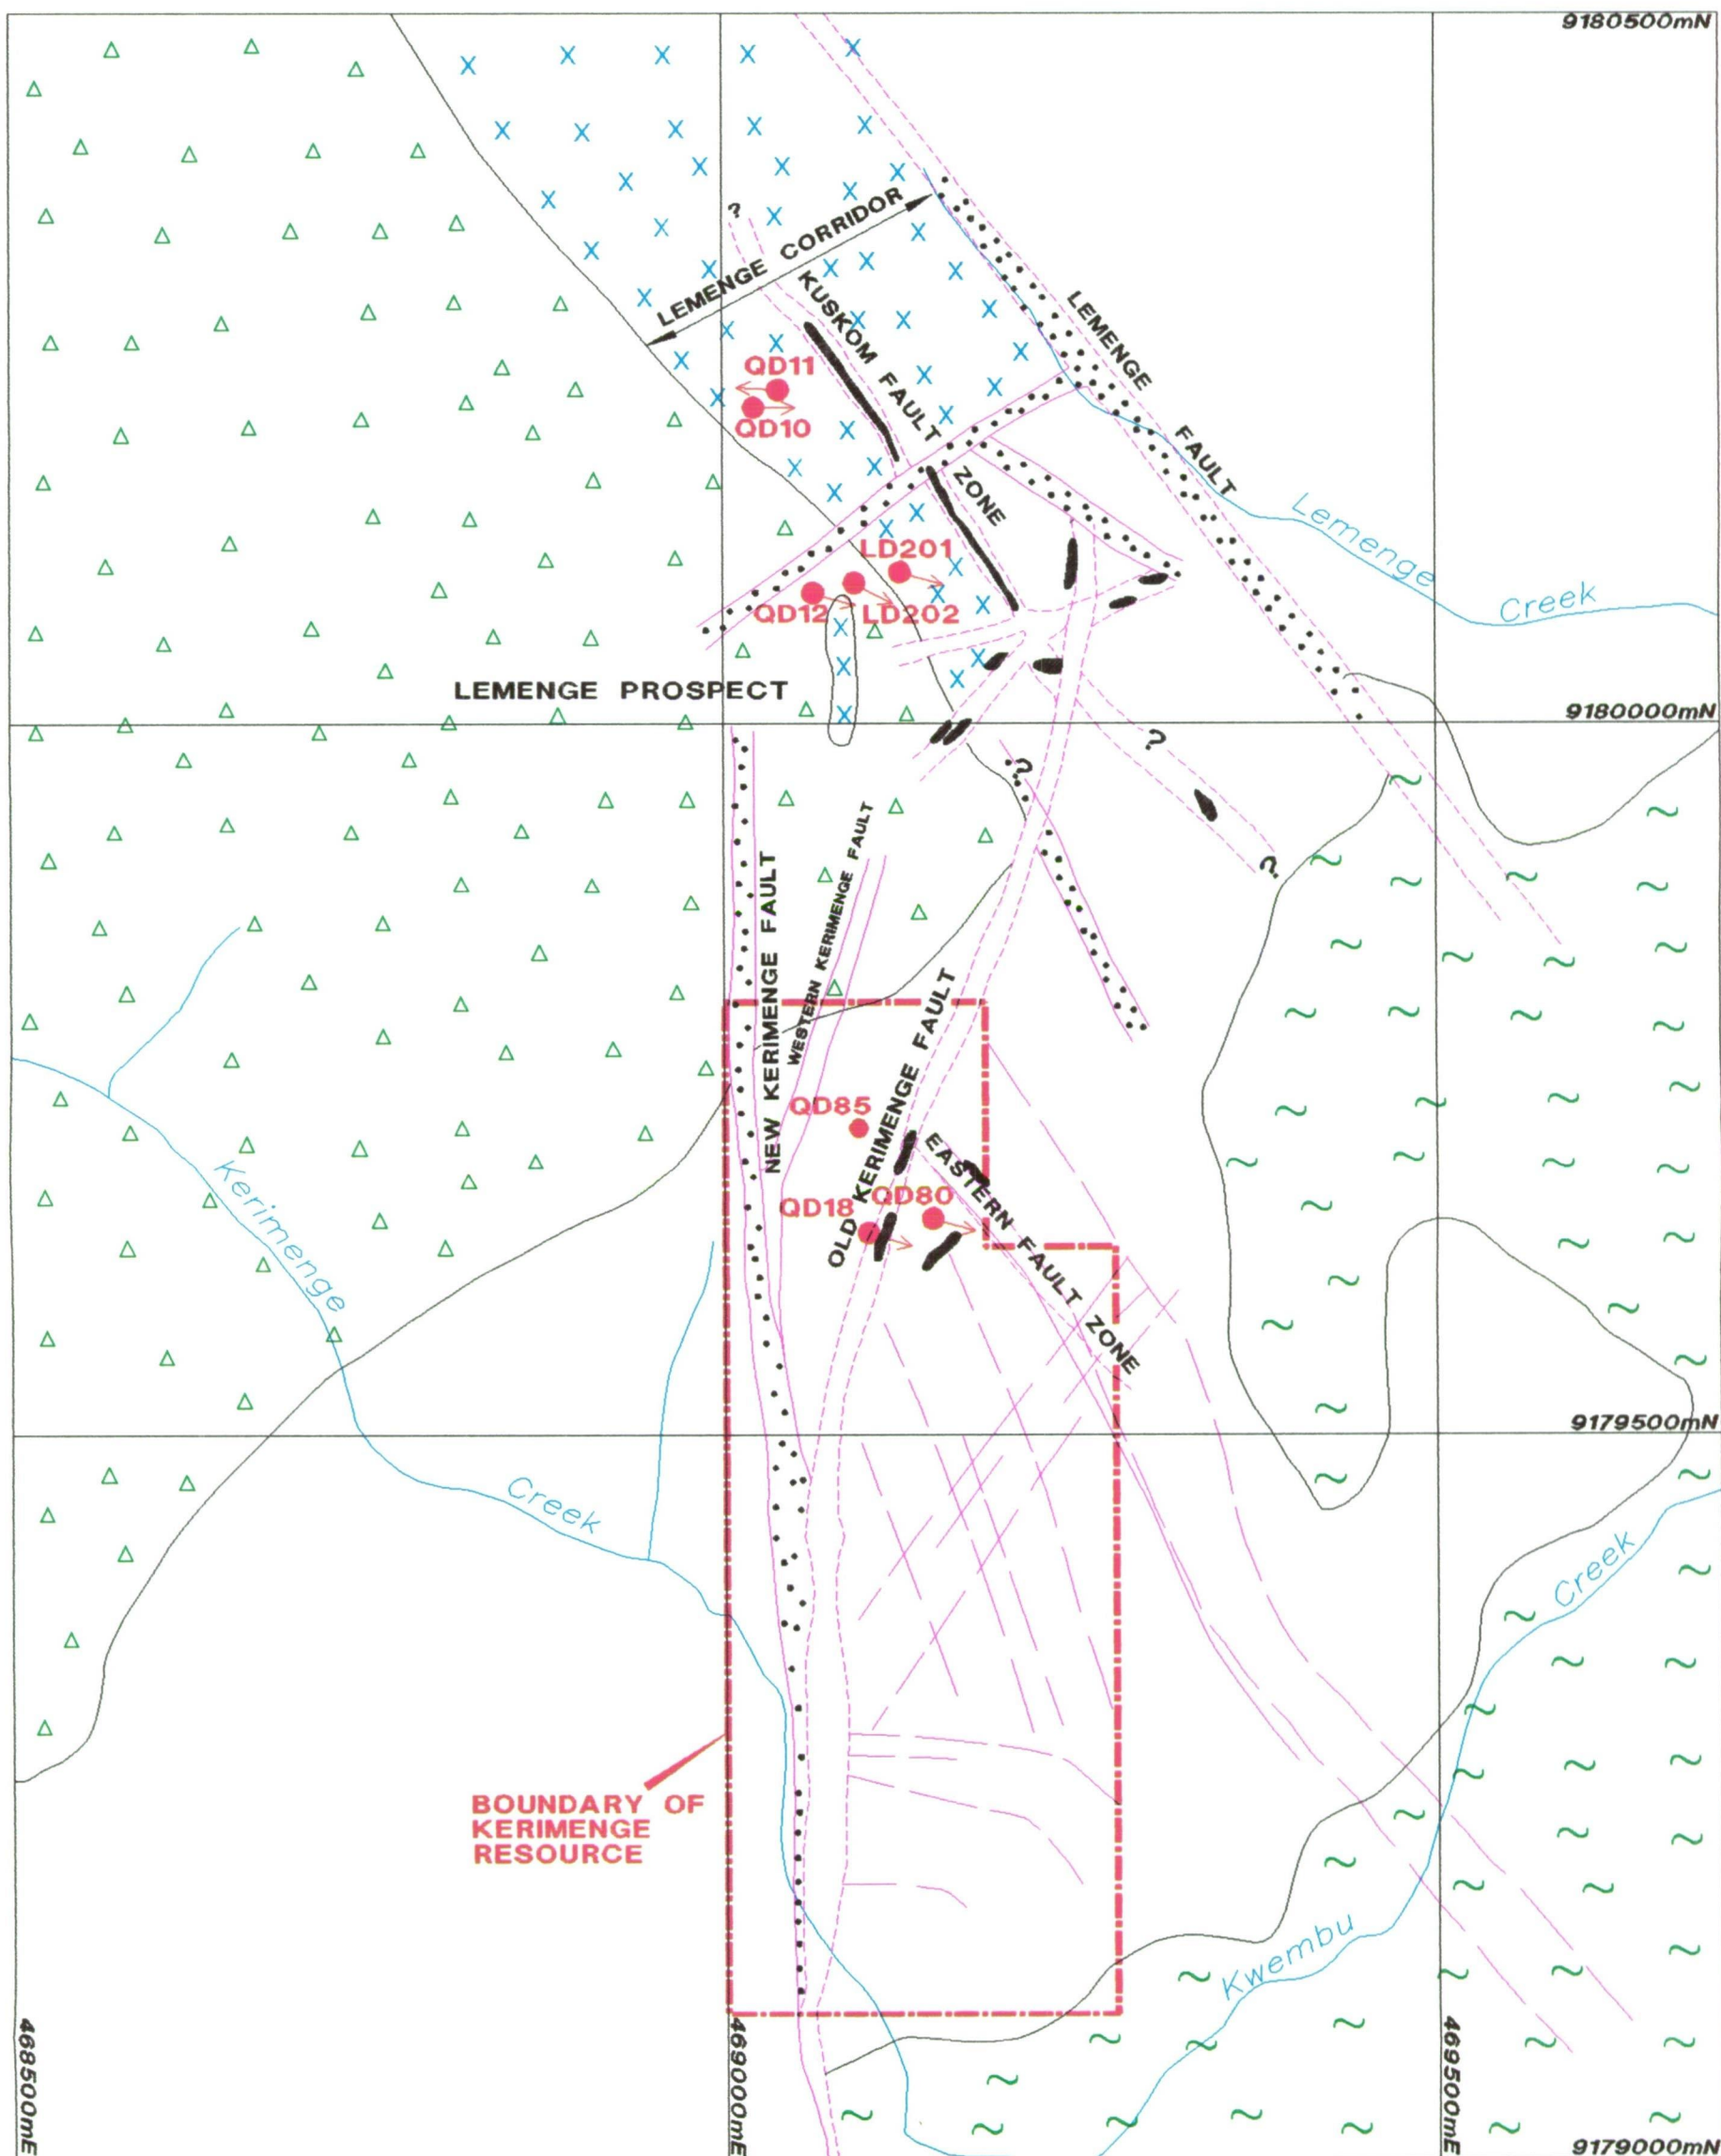 9180500mN
?
LEMENGE CORRIDOR
KUSKOM FAULT ZONE
LEMENGE FAULT
QD11
QD10
Lemenge Creek
LD201
QD12
LD202
LEMENGE PROSPECT
9180000mN
?
?
?
NEW KERIMENGE FAULT
WESTERN KERIMENGE FAULT
OLD KERIMENGE FAULT
QD85
EASTERN FAULT ZONE
QD18
QD80
Kerimenge Creek
9179500mN
Kwembu Creek
BOUNDARY OF
KERIMENGE
RESOURCE
468500mE
469000mE
469500mE
9179000mN